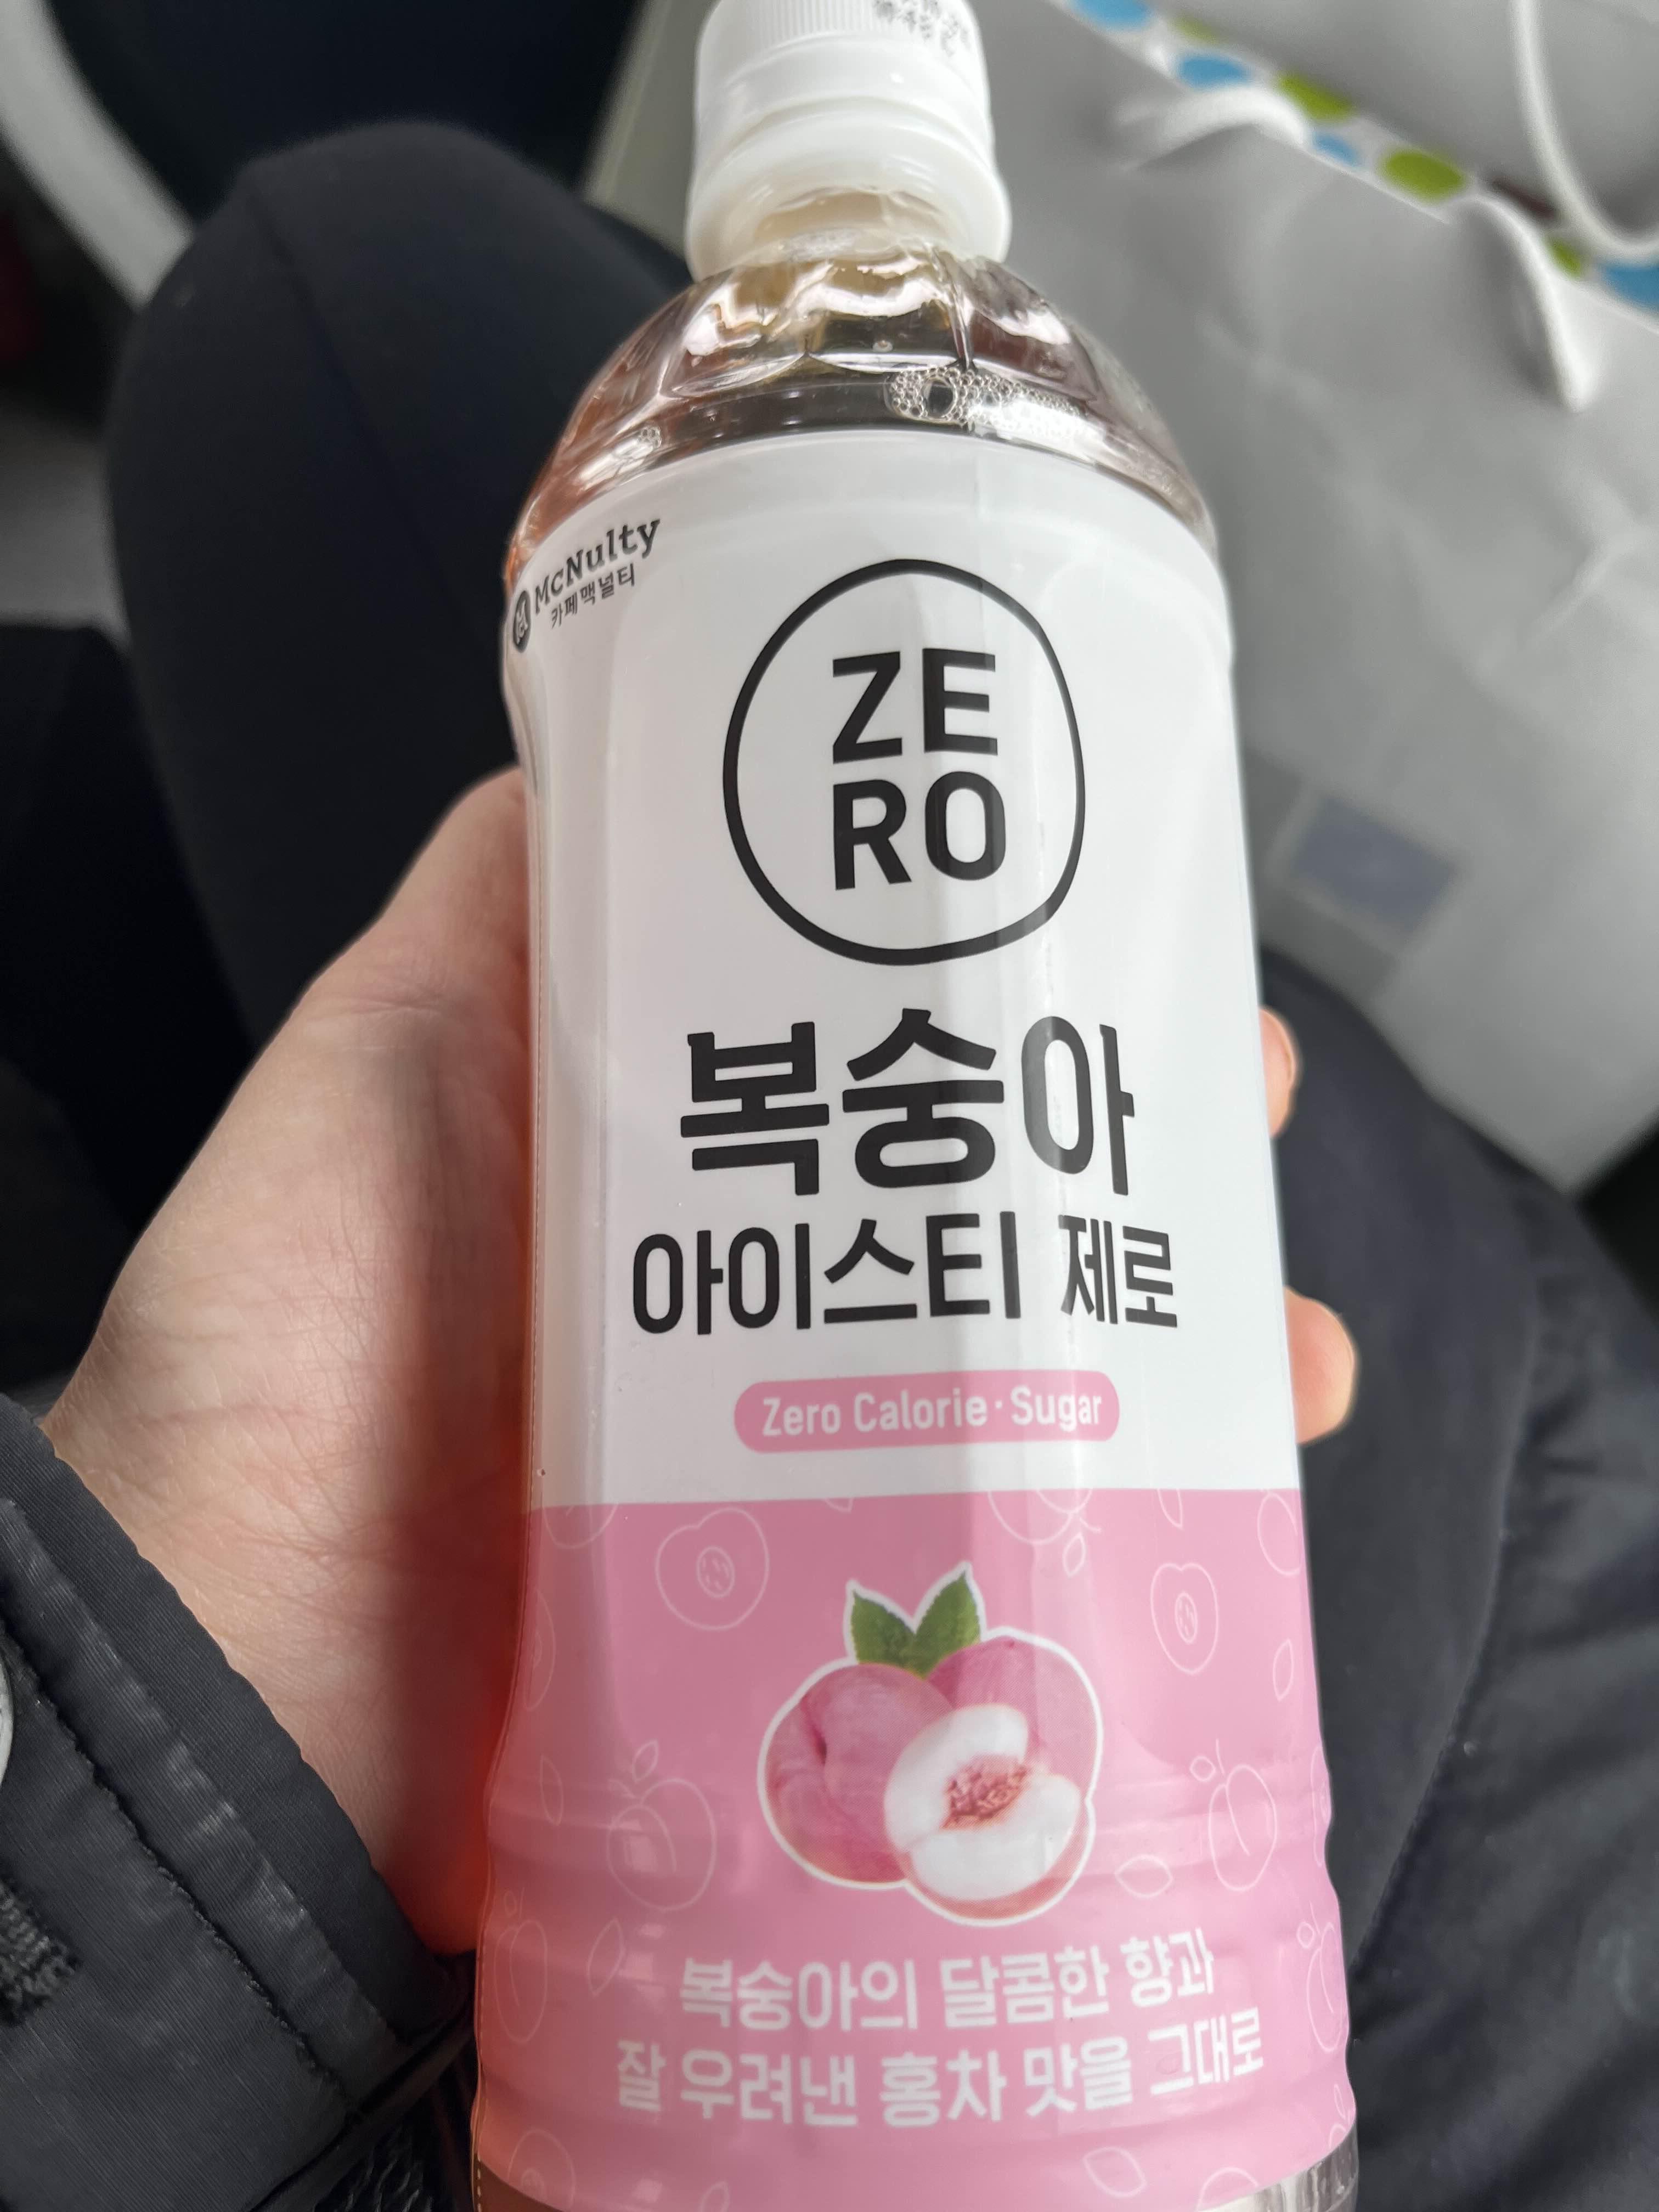 McNulty
카페맥널티
ZE
RO
복숭아
아이스티 제로
Zero Calorie · Sugar
복숭아의 달콤한 향과
잘 우려낸 홍차 맛을 그대로